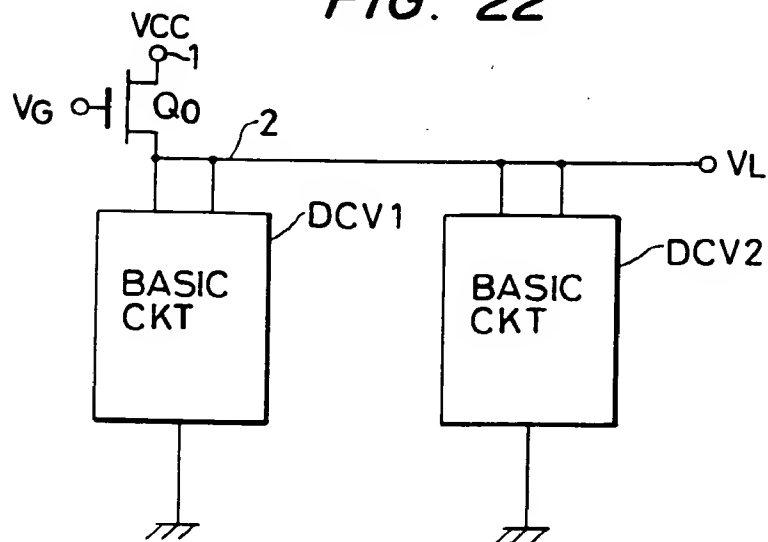 FIG. 22
VCC
1
VG
Q0
2
VL
DCV1
BASIC
CKT
DCV2
BASIC
CKT